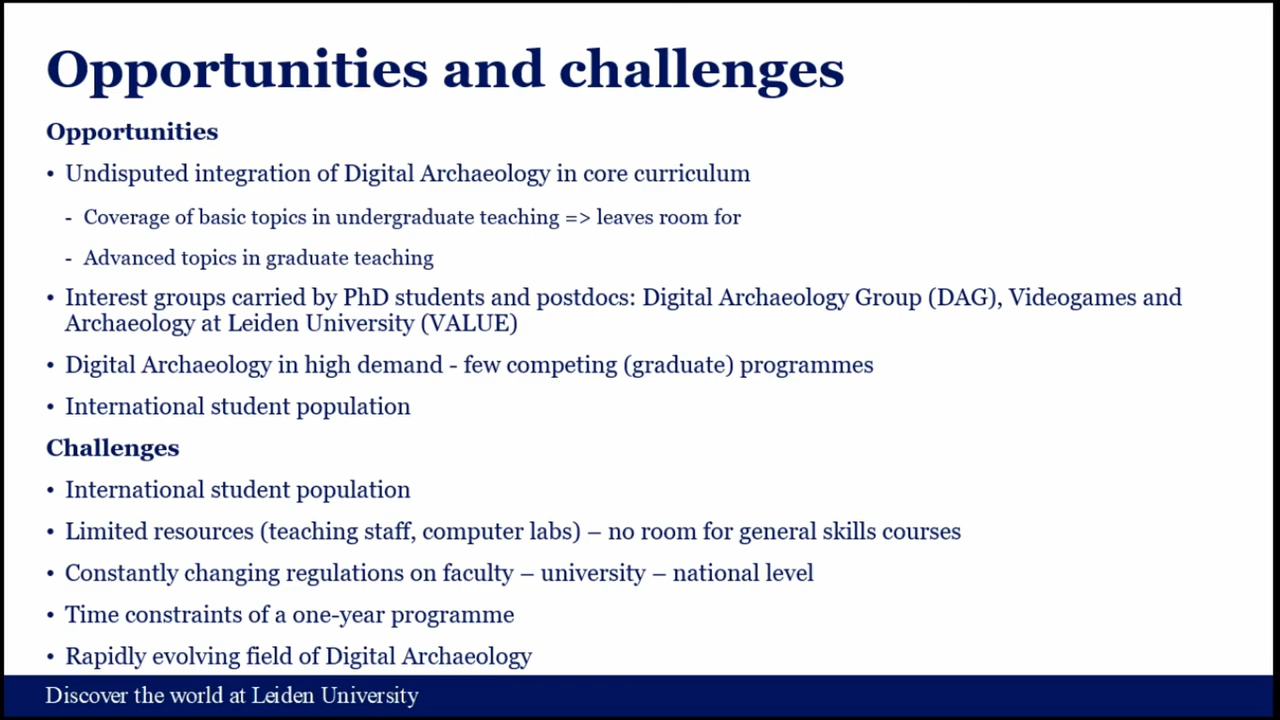 Opportunities and challenges
Opportunities
• Undisputed integration of Digital Archaeology in core curriculum
- Coverage of basic topics in undergraduate teaching => leaves room for
- Advanced topics in graduate teaching
• Interest groups carried by PhD students and postdocs: Digital Archaeology Group (DAG), Videogames and
Archaeology at Leiden University (VALUE)
• Digital Archaeology in high demand - few competing (graduate) programmes
• International student population
Challenges
• International student population
• Limited resources (teaching staff, computer labs) – no room for general skills courses
• Constantly changing regulations on faculty – university – national level
• Time constraints of a one-year programme
• Rapidly evolving field of Digital Archaeology
Discover the world at Leiden University